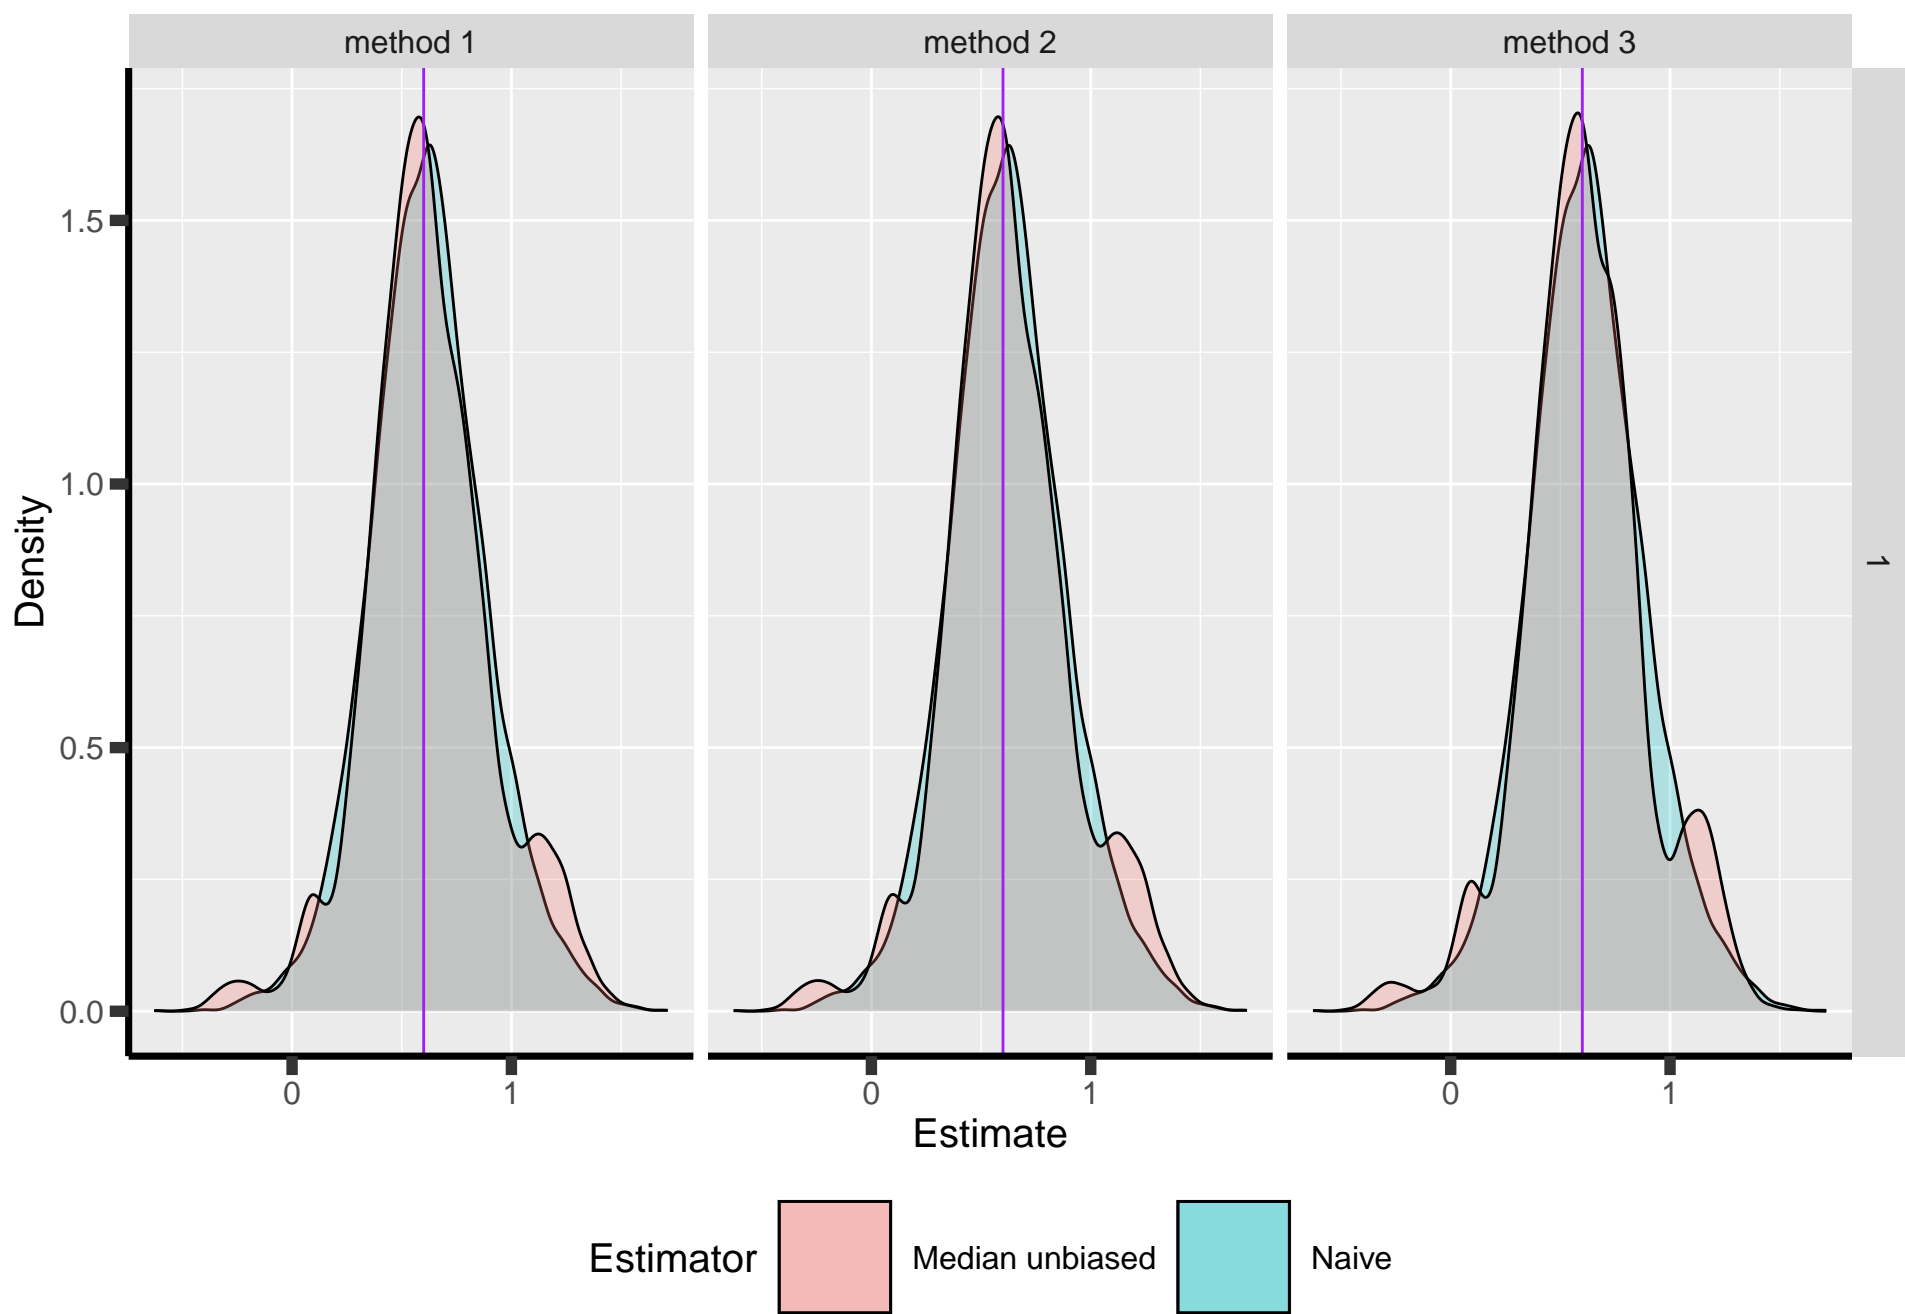 method 1 method 2 method 3
1.5
1.0
0.5
0.0
Density
1
0 1 0 1 0 1
Estimate
Estimator Median unbiased Naive